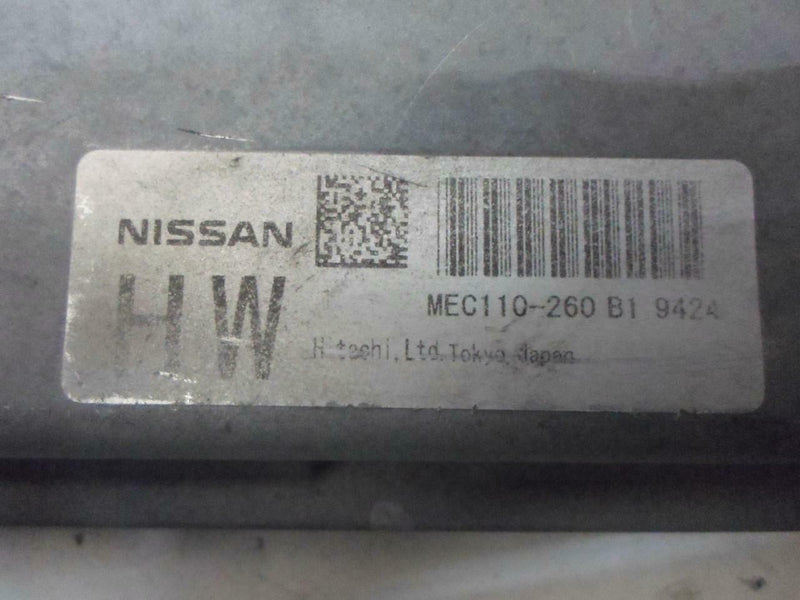 NISSAN
HW
MEC110-260 B1 9424
Hitachi,Ltd.Tokyo,Japan